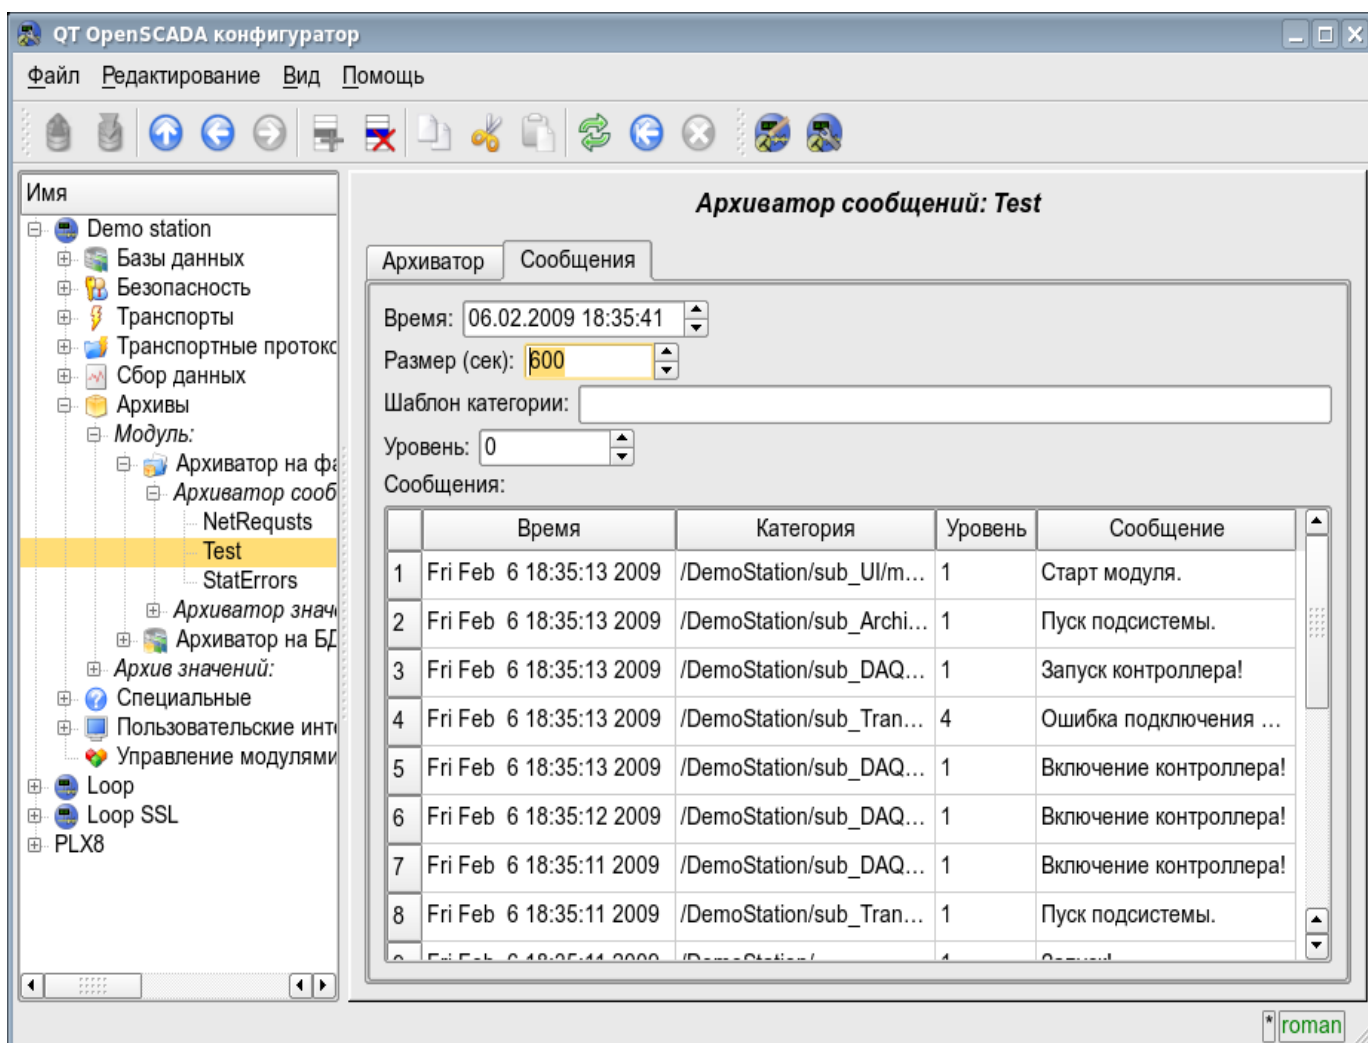 QT OpenSCADA конфигуратор
Файл Редактирование Вид Помощь
Имя
Demo station
Базы данных
Безопасность
Транспорты
Транспортные протоко
Сбор данных
Архивы
Модуль:
Архиватор на фа
Архиватор сооб
NetRequsts
Test
StatErrors
Архиватор знач
Архиватор на БД
Архив значений:
Специальные
Пользовательские инт
Управление модулями
Loop
Loop SSL
PLX8
Архиватор сообщений: Test
Архиватор Сообщения
Время: 06.02.2009 18:35:41
Размер (сек): 600
Шаблон категории:
Уровень: 0
Сообщения:
Время Категория Уровень Сообщение
1 Fri Feb 6 18:35:13 2009 /DemoStation/sub_UI/m... 1 Старт модуля.
2 Fri Feb 6 18:35:13 2009 /DemoStation/sub_Archi... 1 Пуск подсистемы.
3 Fri Feb 6 18:35:13 2009 /DemoStation/sub_DAQ... 1 Запуск контроллера!
4 Fri Feb 6 18:35:13 2009 /DemoStation/sub_Tran... 4 Ошибка подключения ...
5 Fri Feb 6 18:35:13 2009 /DemoStation/sub_DAQ... 1 Включение контроллера!
6 Fri Feb 6 18:35:12 2009 /DemoStation/sub_DAQ... 1 Включение контроллера!
7 Fri Feb 6 18:35:11 2009 /DemoStation/sub_DAQ... 1 Включение контроллера!
8 Fri Feb 6 18:35:11 2009 /DemoStation/sub_Tran... 1 Пуск подсистемы.
* roman